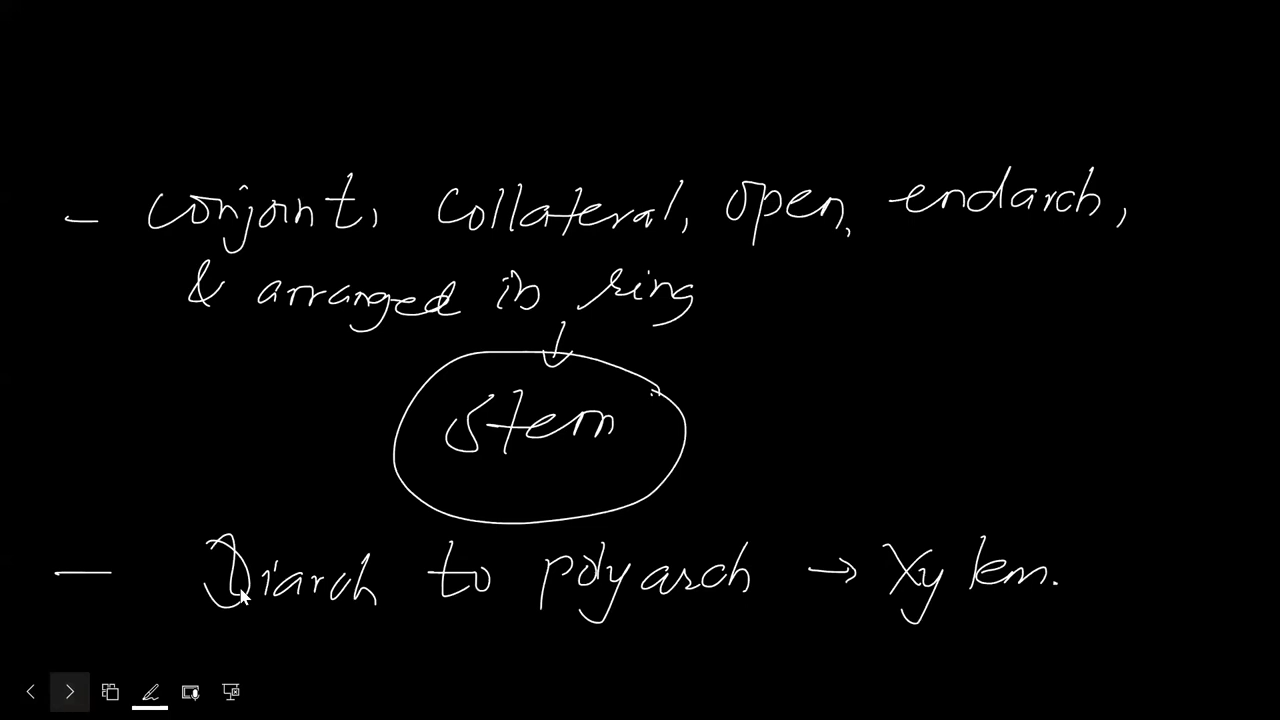 - Conjoint, Collateral, open, endarch,
& arranged in ring
↓
Stem
- Diarch to polyarch → Xylem.